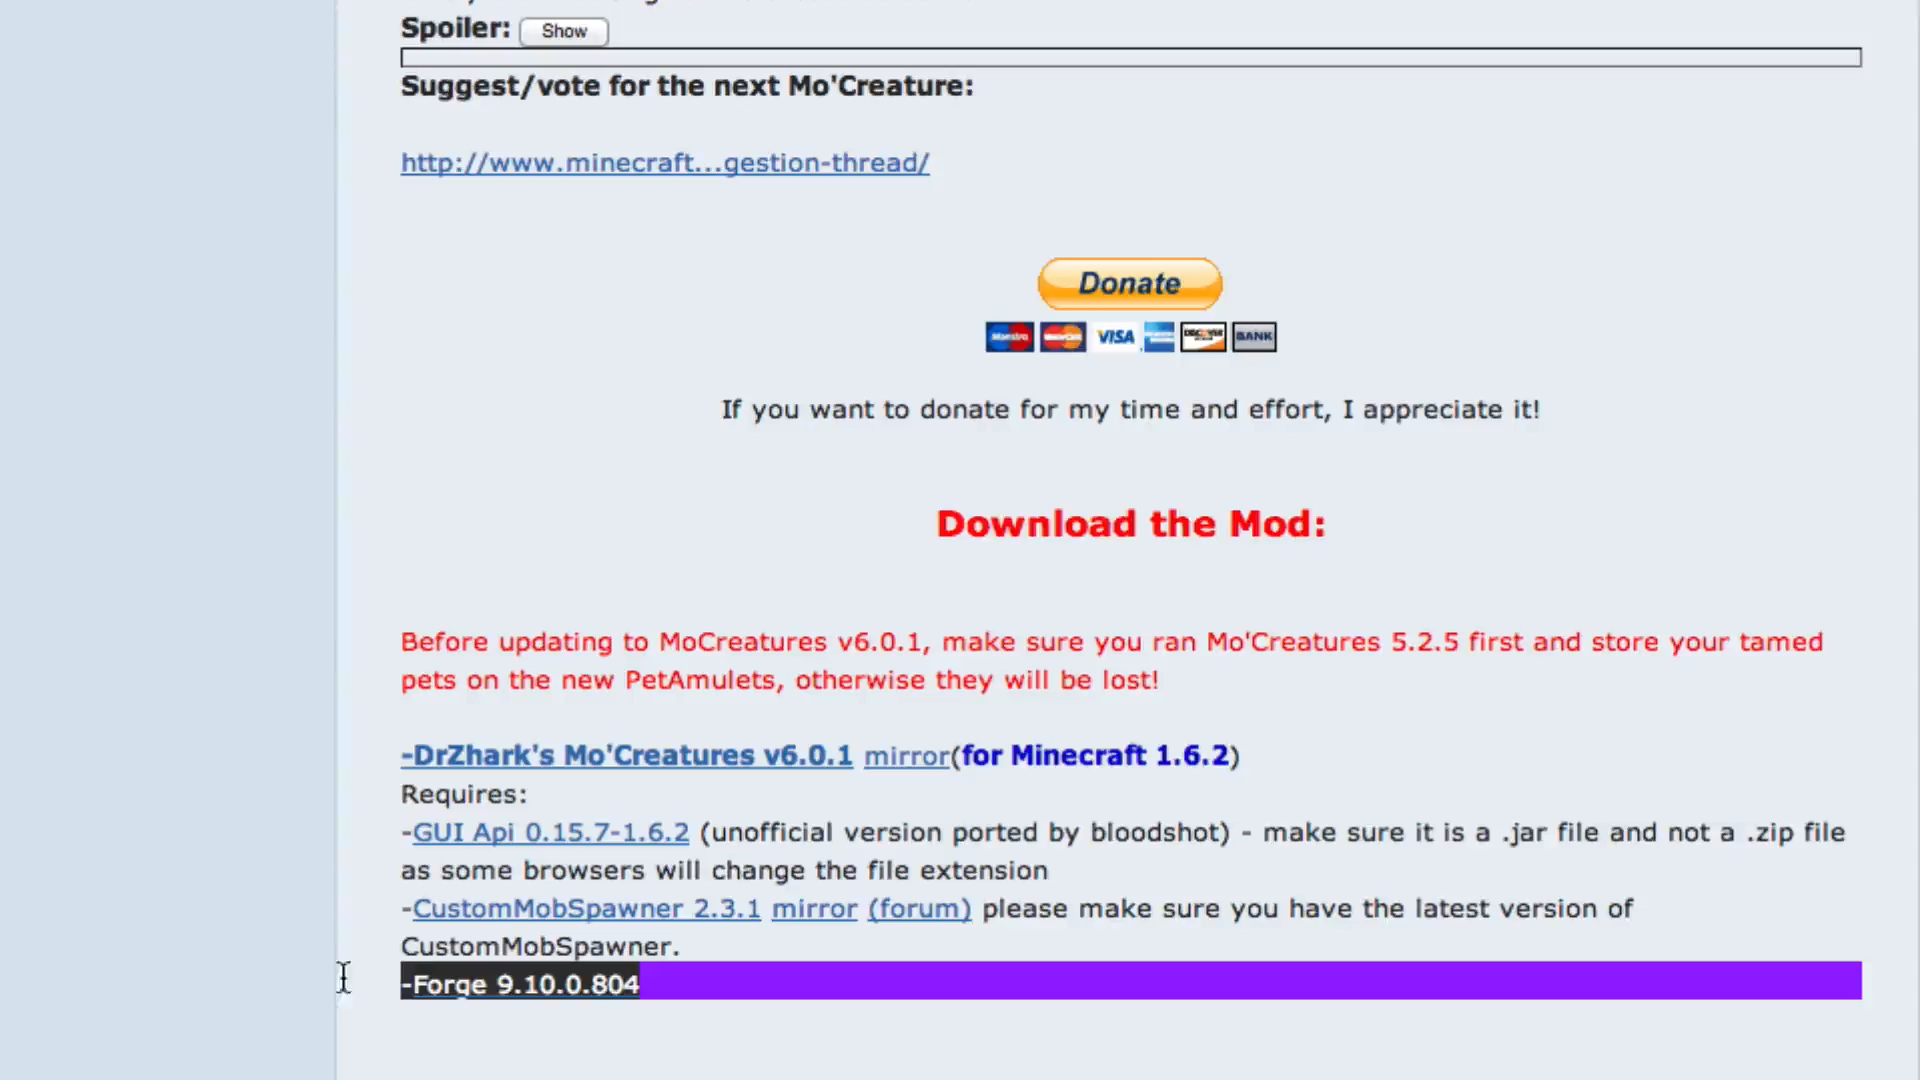 Spoiler: Show
Suggest/vote for the next Mo'Creature:
http://www.minecraft...gestion-thread/
Donate
Maestro MasterCard VISA DISCOVER BANK
If you want to donate for my time and effort, I appreciate it!
Download the Mod:
Before updating to MoCreatures v6.0.1, make sure you ran Mo'Creatures 5.2.5 first and store your tamed
pets on the new PetAmulets, otherwise they will be lost!
-DrZhark's Mo'Creatures v6.0.1 mirror(for Minecraft 1.6.2)
Requires:
-GUI Api 0.15.7-1.6.2 (unofficial version ported by bloodshot) - make sure it is a .jar file and not a .zip file
as some browsers will change the file extension
-CustomMobSpawner 2.3.1 mirror (forum) please make sure you have the latest version of
CustomMobSpawner.
-Forge 9.10.0.804